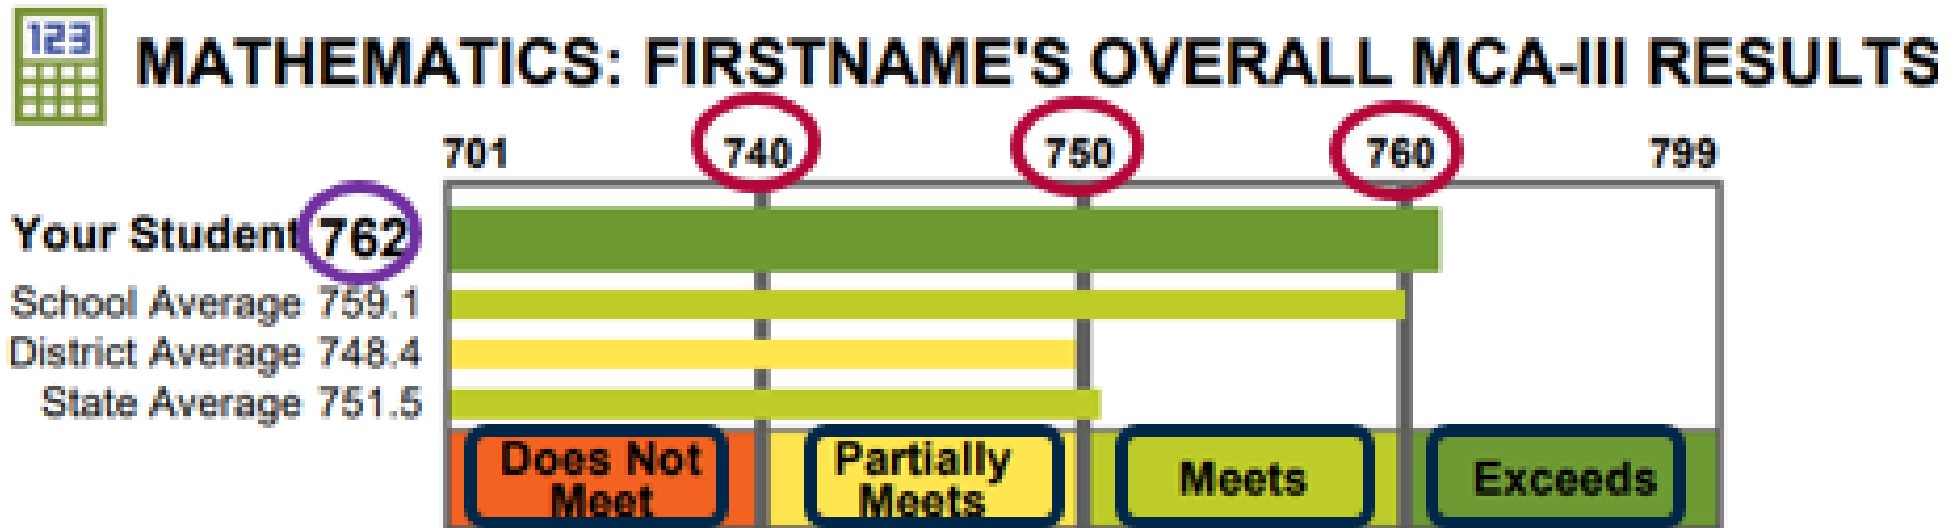 123
MATHEMATICS: FIRSTNAME'S OVERALL MCA-III RESULTS
701 740 750 760 799
Your Student 762
School Average 759.1
District Average 748.4
State Average 751.5
Does Not
Meet
Partially
Meets
Meets
Exceeds